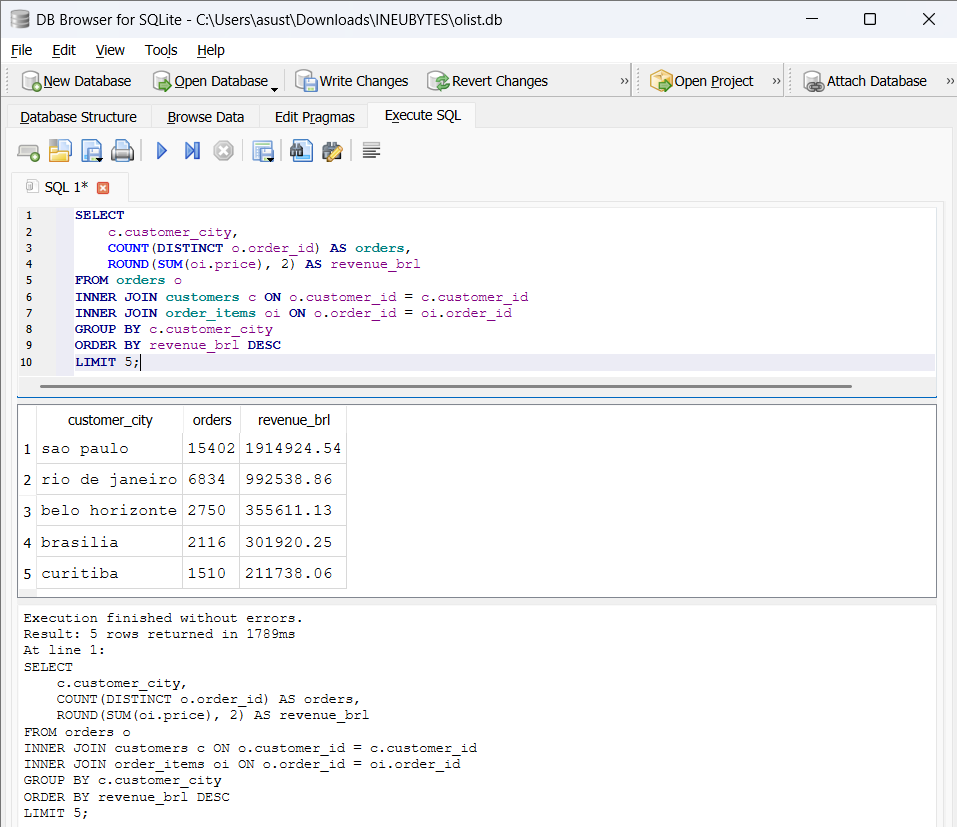 DB Browser for SQLite - C:\Users\asust\Downloads\INEUBYTES\olist.db
File Edit View Tools Help
New Database Open Database Write Changes Revert Changes » Open Project » Attach Database »
Database Structure Browse Data Edit Pragmas Execute SQL
SQL 1*
1 SELECT
2 c.customer_city,
3 COUNT(DISTINCT o.order_id) AS orders,
4 ROUND(SUM(oi.price), 2) AS revenue_brl
5 FROM orders o
6 INNER JOIN customers c ON o.customer_id = c.customer_id
7 INNER JOIN order_items oi ON o.order_id = oi.order_id
8 GROUP BY c.customer_city
9 ORDER BY revenue_brl DESC
10 LIMIT 5;
customer_city orders revenue_brl
1 sao paulo 15402 1914924.54
2 rio de janeiro 6834 992538.86
3 belo horizonte 2750 355611.13
4 brasilia 2116 301920.25
5 curitiba 1510 211738.06
Execution finished without errors.
Result: 5 rows returned in 1789ms
At line 1:
SELECT
c.customer_city,
COUNT(DISTINCT o.order_id) AS orders,
ROUND(SUM(oi.price), 2) AS revenue_brl
FROM orders o
INNER JOIN customers c ON o.customer_id = c.customer_id
INNER JOIN order_items oi ON o.order_id = oi.order_id
GROUP BY c.customer_city
ORDER BY revenue_brl DESC
LIMIT 5;